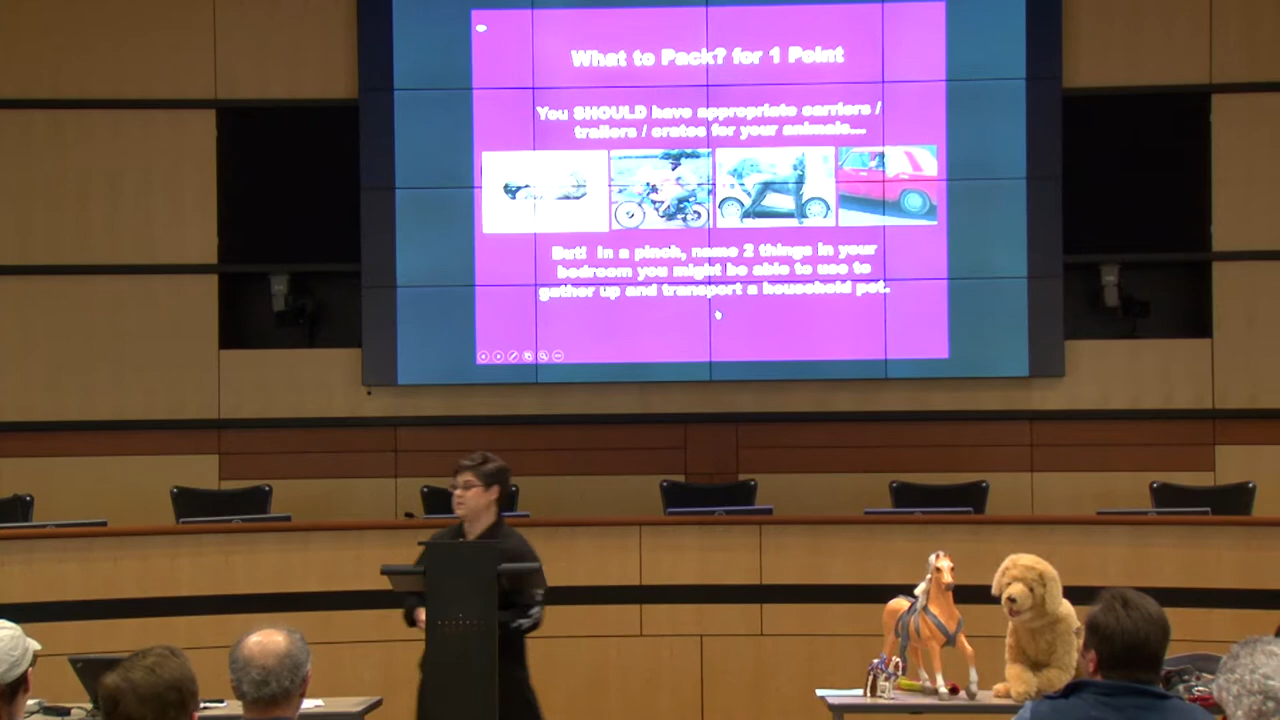 What to Pack? for 1 Point
You SHOULD have appropriate carriers /
trailers / crates for your animals...
But! In a pinch, name 2 things in your
bedroom you might be able to use to
gather up and transport a household pet.